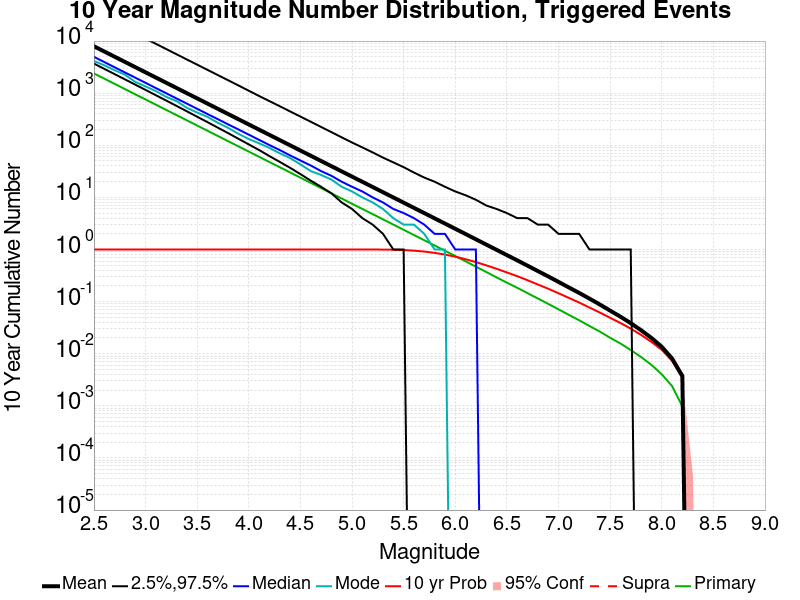 10 Year Magnitude Number Distribution, Triggered Events
10 Year Cumulative Number
10^4
10^3
10^2
10^1
10^0
10^-1
10^-2
10^-3
10^-4
10^-5
2.5 3.0 3.5 4.0 4.5 5.0 5.5 6.0 6.5 7.0 7.5 8.0 8.5 9.0
Magnitude
Mean 2.5%,97.5% Median Mode 10 yr Prob 95% Conf Supra Primary